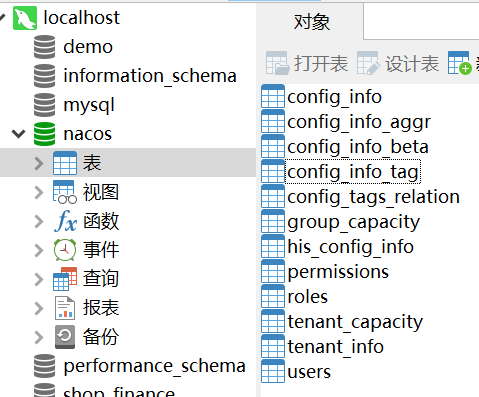 localhost
demo
information_schema
mysql
nacos
表
视图
函数
事件
查询
报表
备份
performance_schema
shop_finance
对象
打开表 设计表
config_info
config_info_aggr
config_info_beta
config_info_tag
config_tags_relation
group_capacity
his_config_info
permissions
roles
tenant_capacity
tenant_info
users